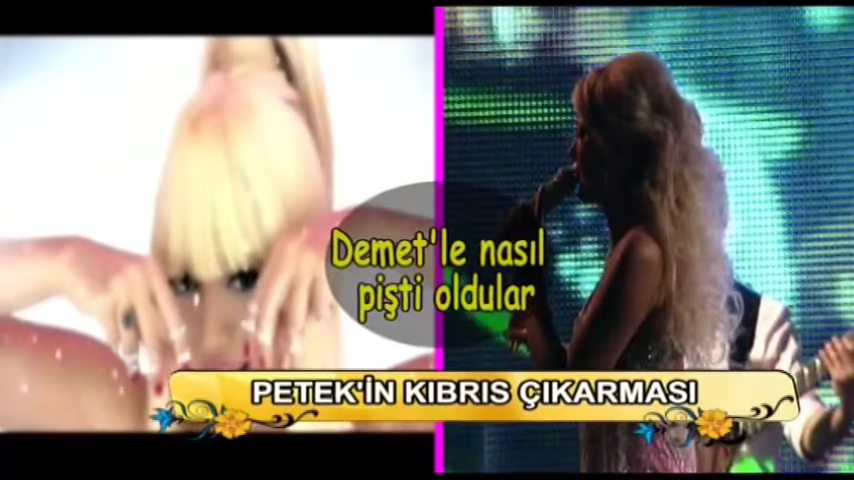 Demet'le nasıl
pişti oldular
PETEK'İN KIBRIS ÇIKARMASI